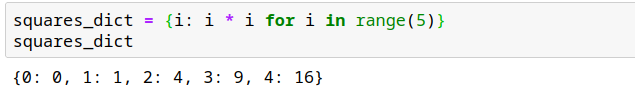 squares_dict = {i: i * i for i in range(5)}
squares_dict
{0: 0, 1: 1, 2: 4, 3: 9, 4: 16}